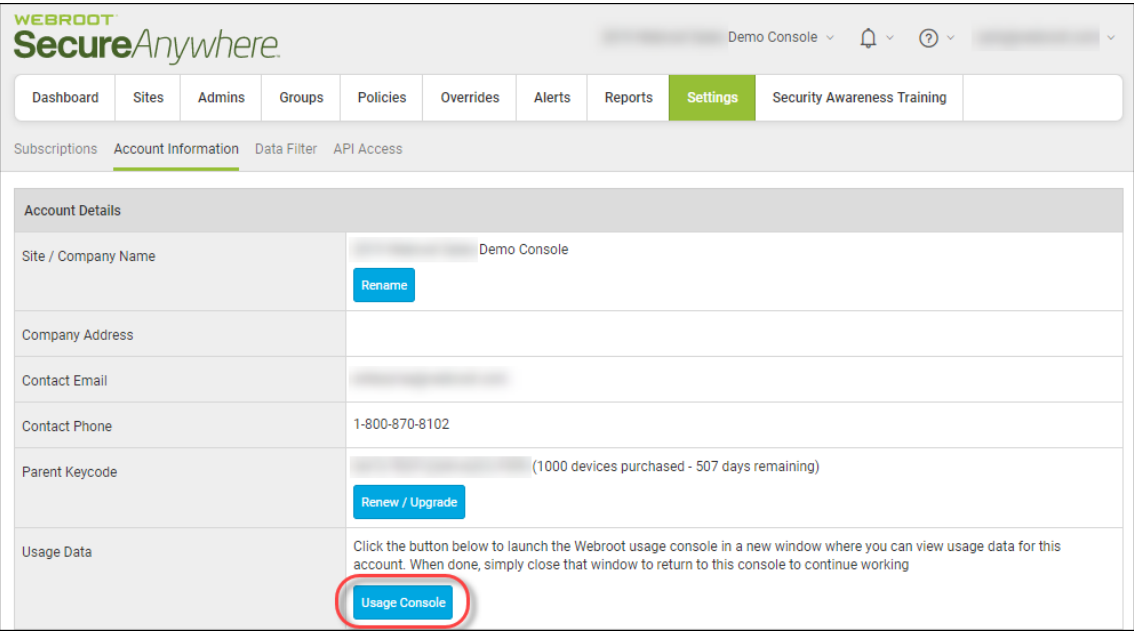 WEBROOT
SecureAnywhere
Demo Console
Dashboard Sites Admins Groups Policies Overrides Alerts Reports Settings Security Awareness Training
Subscriptions Account Information Data Filter API Access
Account Details
Site / Company Name
Demo Console
Rename
Company Address
Contact Email
Contact Phone
1-800-870-8102
Parent Keycode
(1000 devices purchased - 507 days remaining)
Renew / Upgrade
Usage Data
Click the button below to launch the Webroot usage console in a new window where you can view usage data for this
account. When done, simply close that window to return to this console to continue working
Usage Console